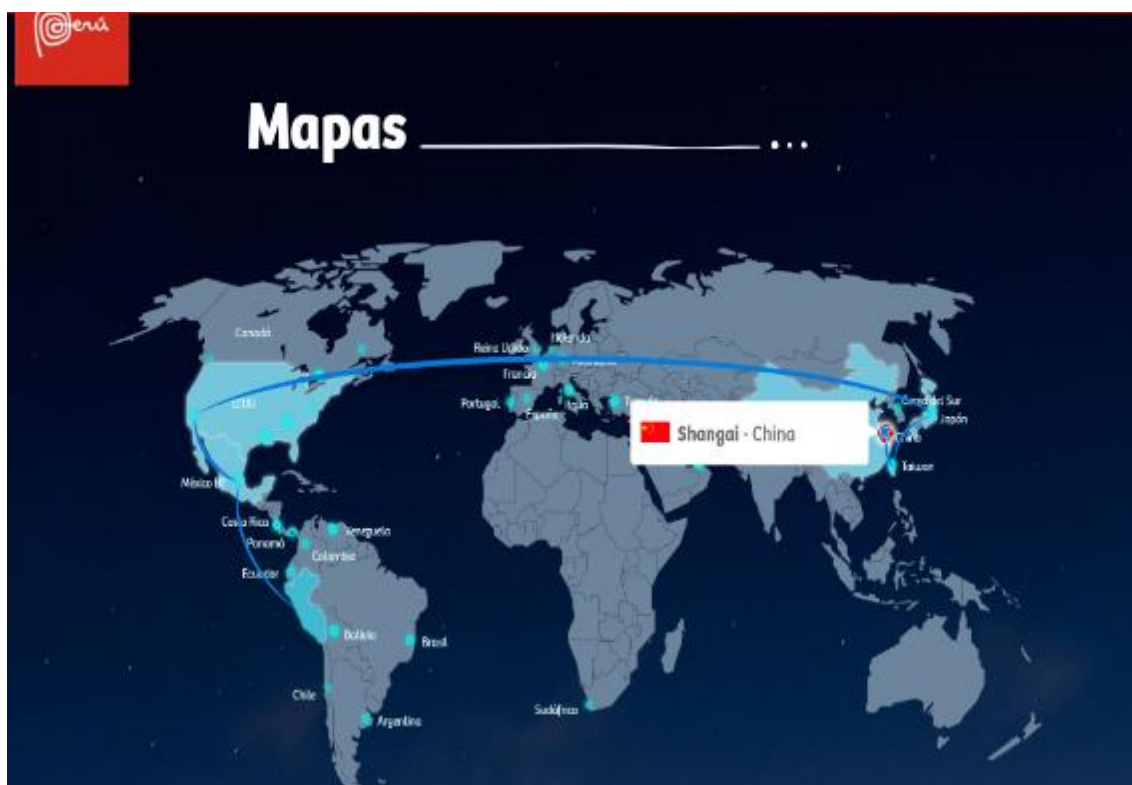 Perú
Mapas
Canadá
Reino Unido
Holanda
Francia
EEUU
Portugal
España
Italia
Corea del Sur
Japón
Shangai - China
China
Taiwan
México
Costa Rica
Venezuela
Panamá
Colombia
Ecuador
Bolivia
Brasil
Chile
Sudáfrica
Argentina